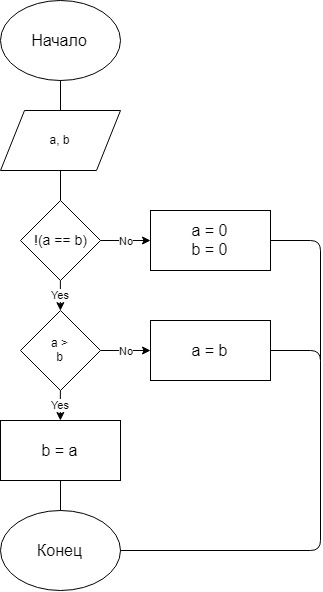 Начало
a, b
!(a == b)
No
a = 0
b = 0
Yes
a >
b
No
a = b
Yes
b = a
Конец